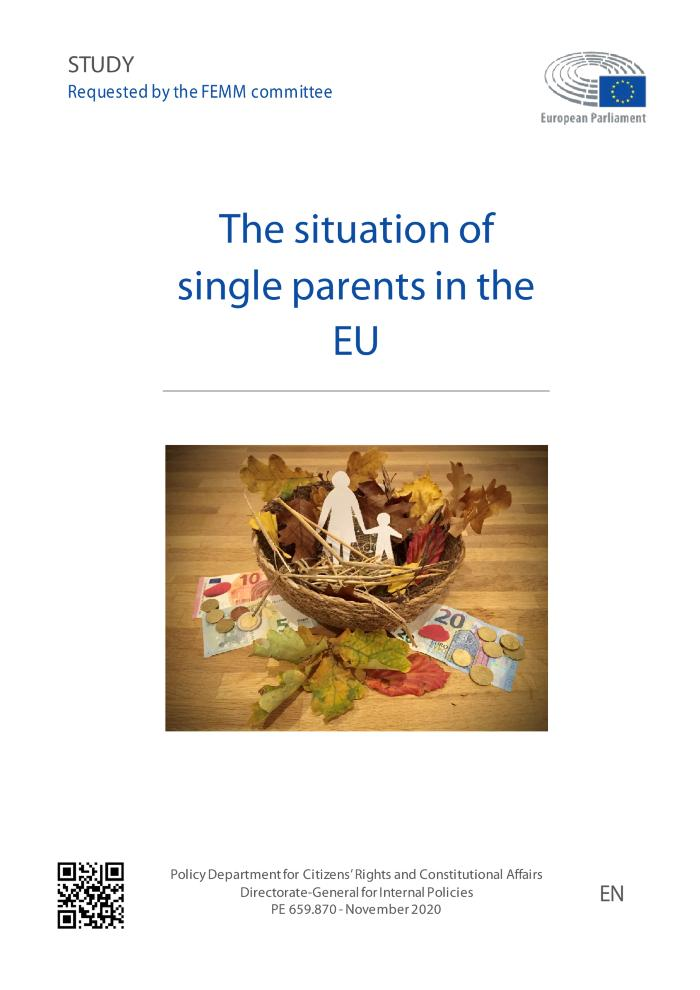 STUDY
Requested by the FEMM committee
European Parliament
The situation of
single parents in the
EU
10
5
20
20
EURO
Policy Department for Citizens’ Rights and Constitutional Affairs
Directorate-General for Internal Policies
PE 659.870 - November 2020
EN